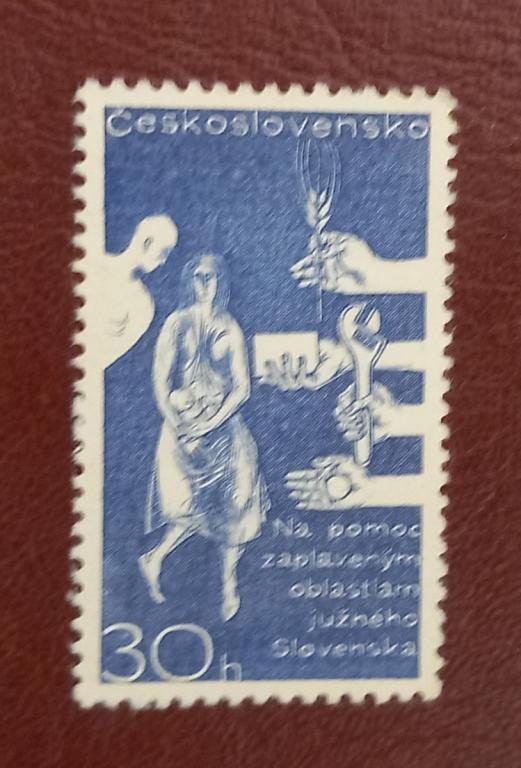 Československo
Na pomoc
zaplaveným
oblastiam
južného
Slovenska
30h